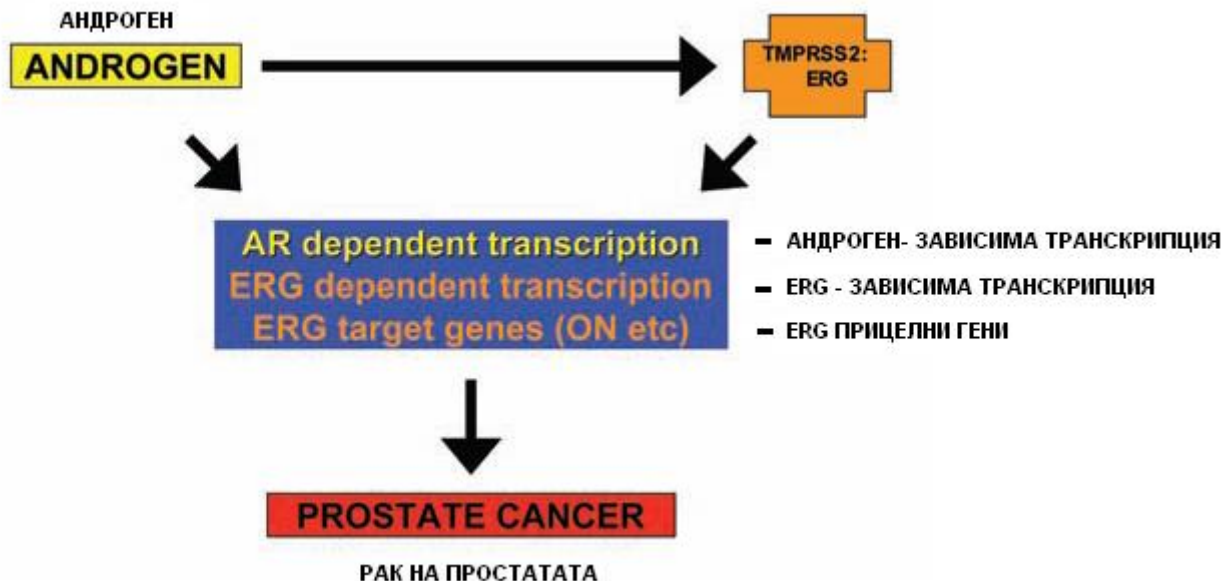 АНДРОГЕН
ANDROGEN
TMPRSS2:
ERG
AR dependent transcription
ERG dependent transcription
ERG target genes (ON etc)
– АНДРОГЕН- ЗАВИСИМА ТРАНСКРИПЦИЯ
– ERG - ЗАВИСИМА ТРАНСКРИПЦИЯ
– ERG ПРИЦЕЛНИ ГЕНИ
PROSTATE CANCER
РАК НА ПРОСТАТАТА